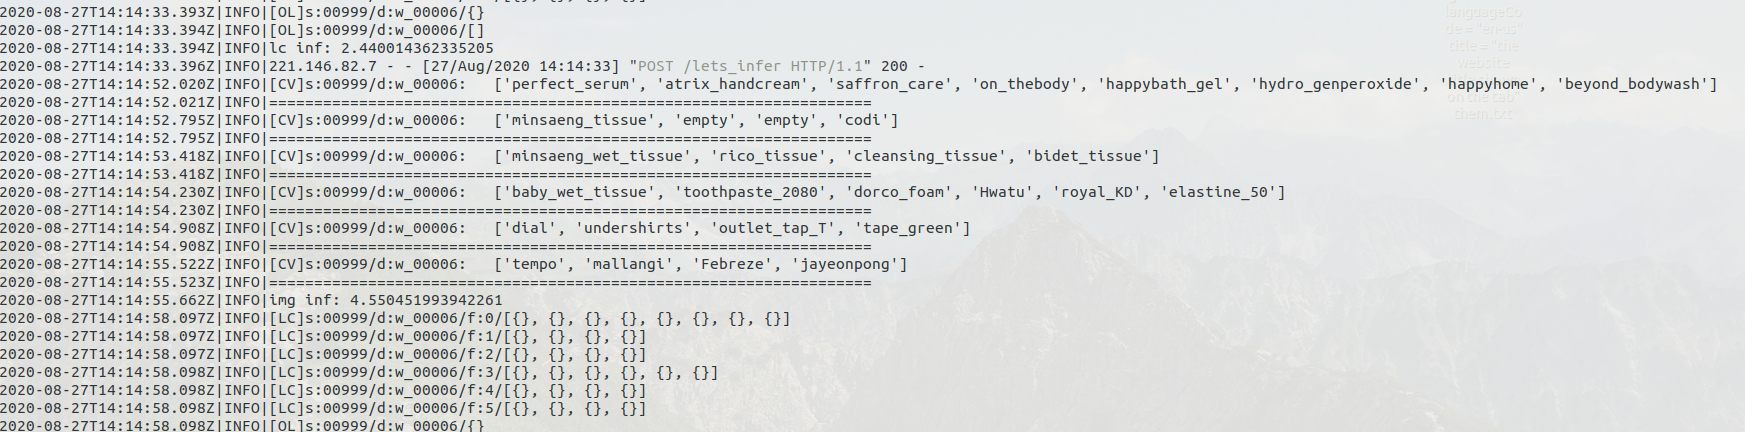 2020-08-27T14:14:33.393Z|INFO|[OL]s:00999/d:w_00006/{}
2020-08-27T14:14:33.394Z|INFO|[OL]s:00999/d:w_00006/[]
2020-08-27T14:14:33.394Z|INFO|lc inf: 2.440014362335205
2020-08-27T14:14:33.396Z|INFO|221.146.82.7 - - [27/Aug/2020 14:14:33] "POST /lets_infer HTTP/1.1" 200 -
2020-08-27T14:14:52.020Z|INFO|[CV]s:00999/d:w_00006:   ['perfect_serum', 'atrix_handcream', 'saffron_care', 'on_thebody', 'happybath_gel', 'hydro_genperoxide', 'happyhome', 'beyond_bodywash']
2020-08-27T14:14:52.021Z|INFO|===================================================================
2020-08-27T14:14:52.795Z|INFO|[CV]s:00999/d:w_00006:   ['minsaeng_tissue', 'empty', 'empty', 'codi']
2020-08-27T14:14:52.795Z|INFO|===================================================================
2020-08-27T14:14:53.418Z|INFO|[CV]s:00999/d:w_00006:   ['minsaeng_wet_tissue', 'rico_tissue', 'cleansing_tissue', 'bidet_tissue']
2020-08-27T14:14:53.418Z|INFO|===================================================================
2020-08-27T14:14:54.230Z|INFO|[CV]s:00999/d:w_00006:   ['baby_wet_tissue', 'toothpaste_2080', 'dorco_foam', 'Hwatu', 'royal_KD', 'elastine_50']
2020-08-27T14:14:54.230Z|INFO|===================================================================
2020-08-27T14:14:54.908Z|INFO|[CV]s:00999/d:w_00006:   ['dial', 'undershirts', 'outlet_tap_T', 'tape_green']
2020-08-27T14:14:54.908Z|INFO|===================================================================
2020-08-27T14:14:55.522Z|INFO|[CV]s:00999/d:w_00006:   ['tempo', 'mallangi', 'Febreze', 'jayeonpong']
2020-08-27T14:14:55.523Z|INFO|===================================================================
2020-08-27T14:14:55.662Z|INFO|img inf: 4.550451993942261
2020-08-27T14:14:58.097Z|INFO|[LC]s:00999/d:w_00006/f:0/[{}, {}, {}, {}, {}, {}, {}, {}]
2020-08-27T14:14:58.097Z|INFO|[LC]s:00999/d:w_00006/f:1/[{}, {}, {}, {}]
2020-08-27T14:14:58.097Z|INFO|[LC]s:00999/d:w_00006/f:2/[{}, {}, {}, {}]
2020-08-27T14:14:58.098Z|INFO|[LC]s:00999/d:w_00006/f:3/[{}, {}, {}, {}, {}, {}]
2020-08-27T14:14:58.098Z|INFO|[LC]s:00999/d:w_00006/f:4/[{}, {}, {}, {}]
2020-08-27T14:14:58.098Z|INFO|[LC]s:00999/d:w_00006/f:5/[{}, {}, {}, {}]
2020-08-27T14:14:58.098Z|INFO|[OL]s:00999/d:w_00006/{}
languageCo
de = "en-us"
title = "the
website
on the tab
them.txt